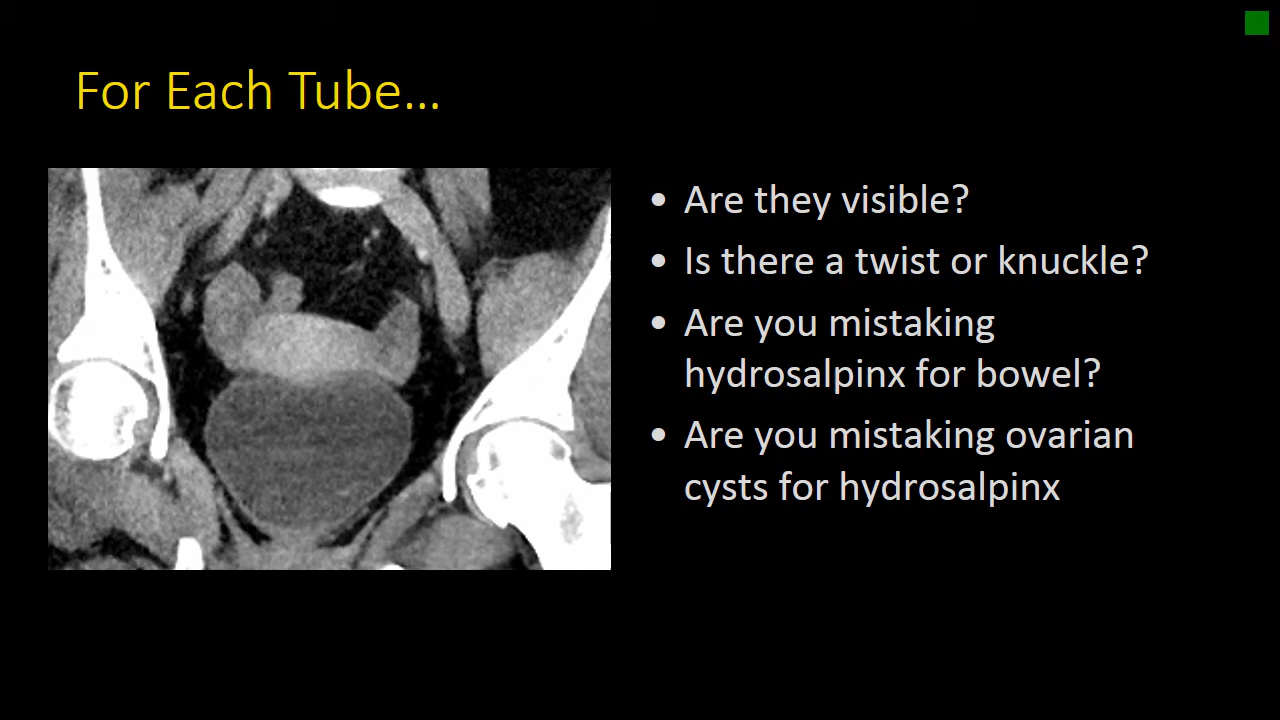 For Each Tube...
• Are they visible?
• Is there a twist or knuckle?
• Are you mistaking
hydrosalpinx for bowel?
• Are you mistaking ovarian
cysts for hydrosalpinx